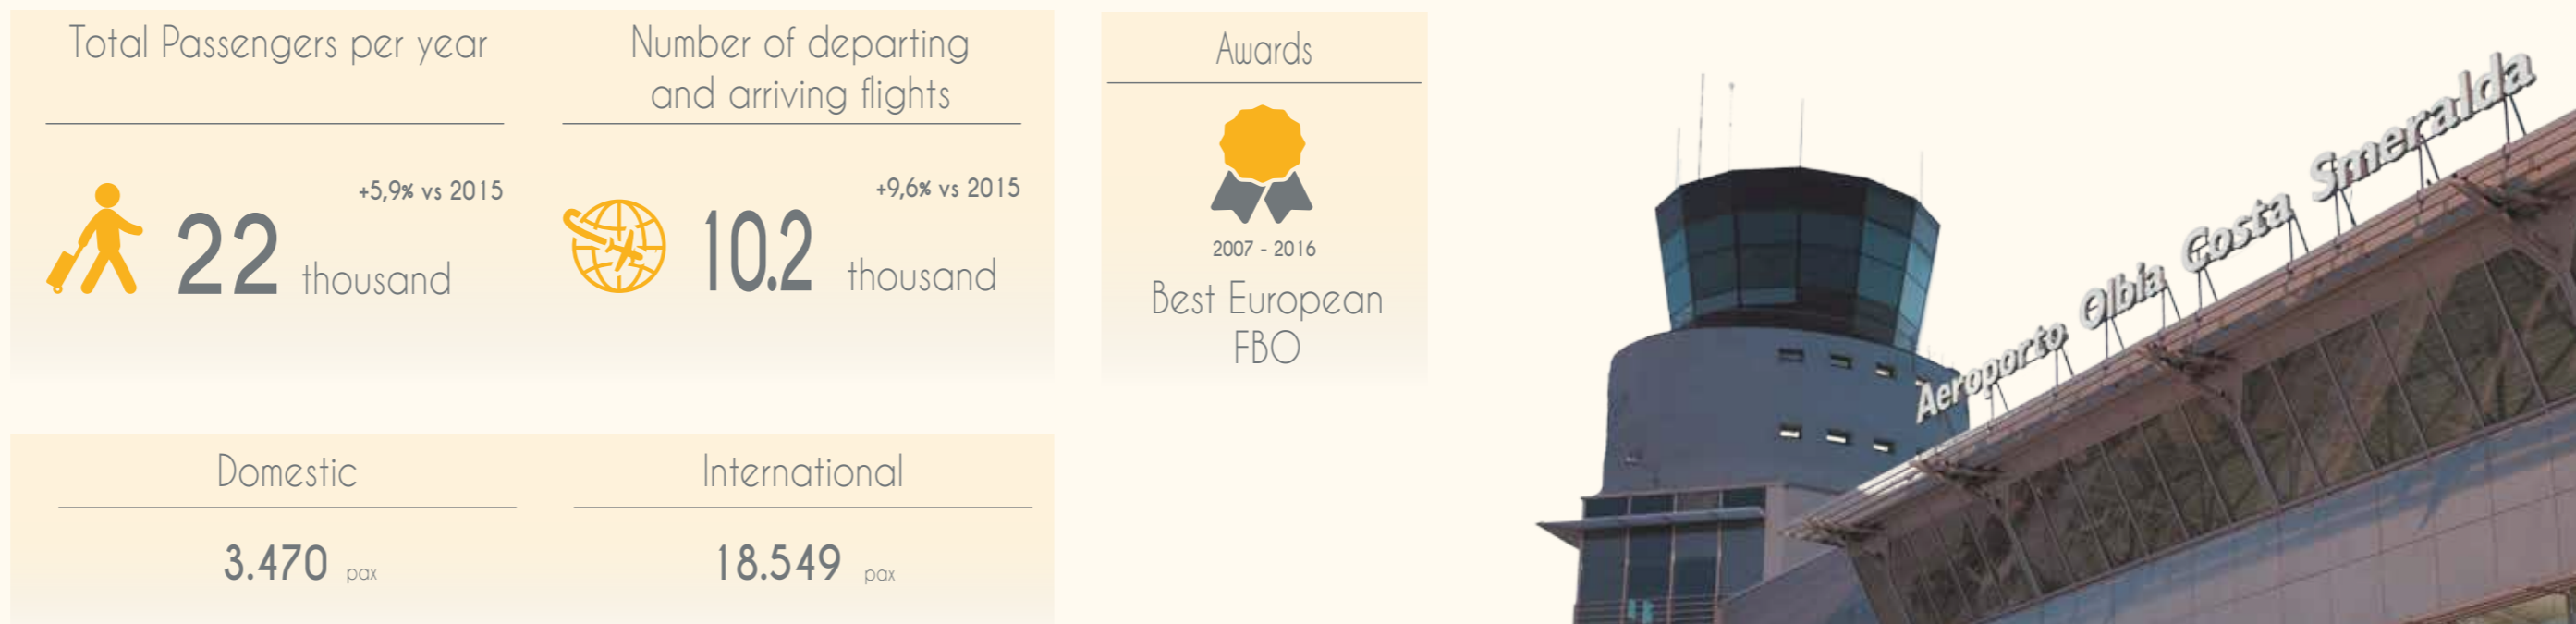 Total Passengers per year
+5,9% vs 2015
22 thousand
Number of departing
and arriving flights
+9,6% vs 2015
10.2 thousand
Awards
2007 - 2016
Best European
FBO
Domestic
3.470 pax
International
18.549 pax
Aeroporto Olbia Costa Smeralda